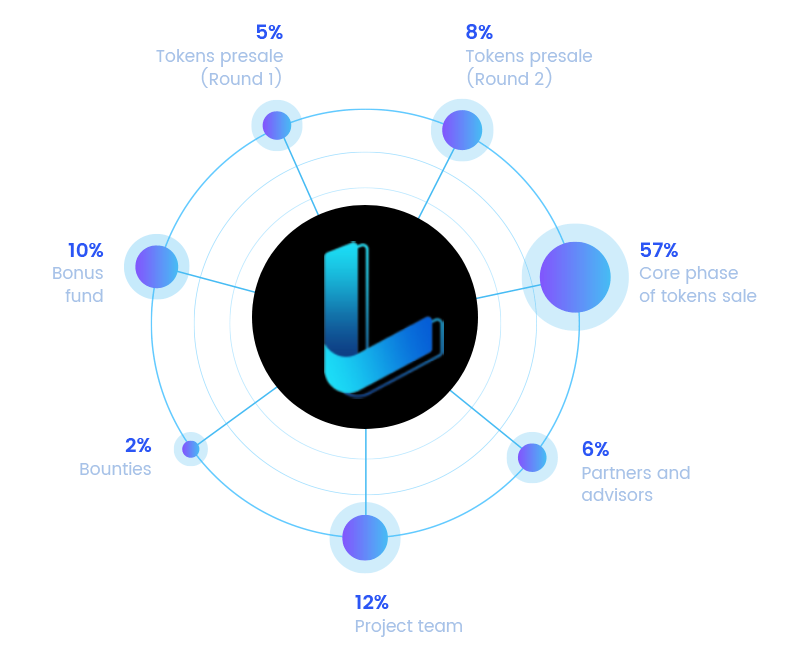 5%
Tokens presale
(Round 1)
8%
Tokens presale
(Round 2)
10%
Bonus
fund
57%
Core phase
of tokens sale
2%
Bounties
6%
Partners and
advisors
12%
Project team